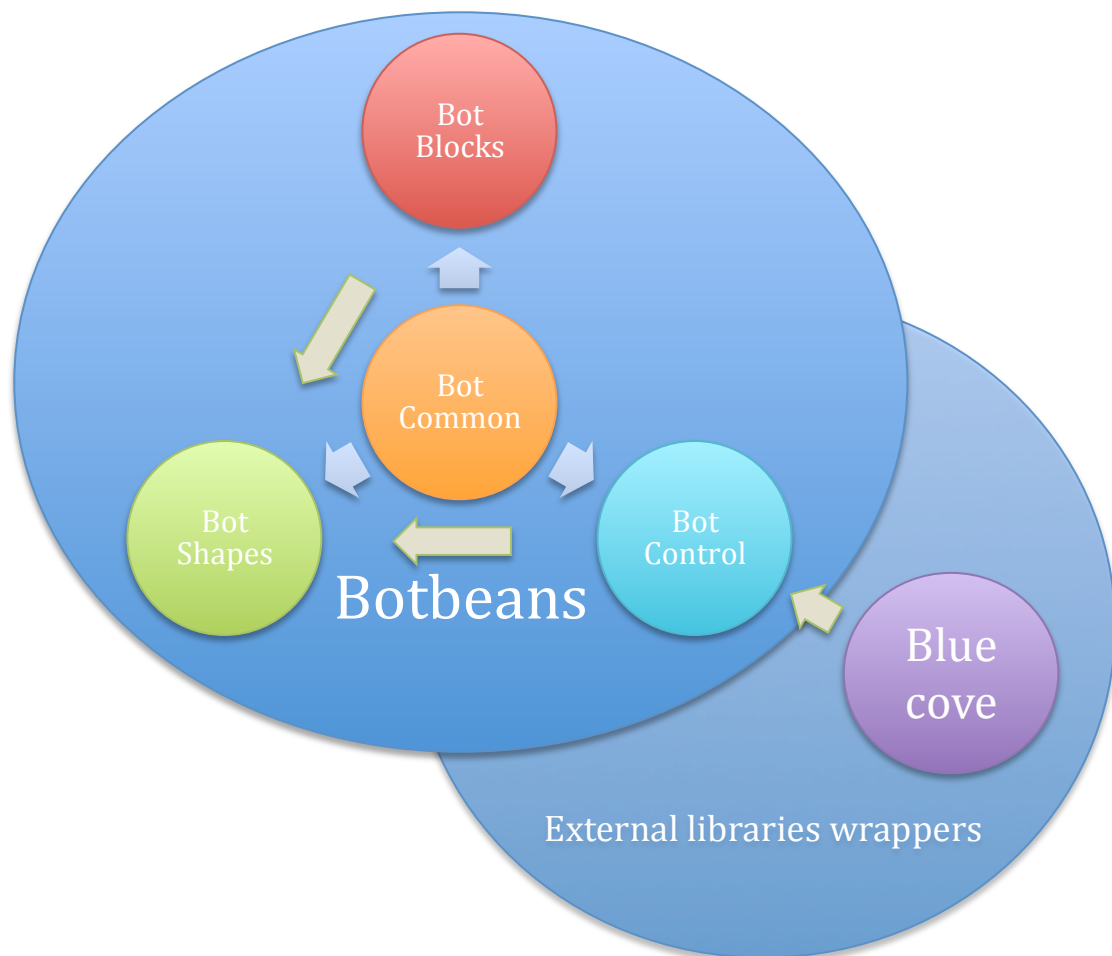 Bot
Blocks
Bot
Common
Bot
Shapes
Bot
Control
Botbeans
Blue
cove
External libraries wrappers